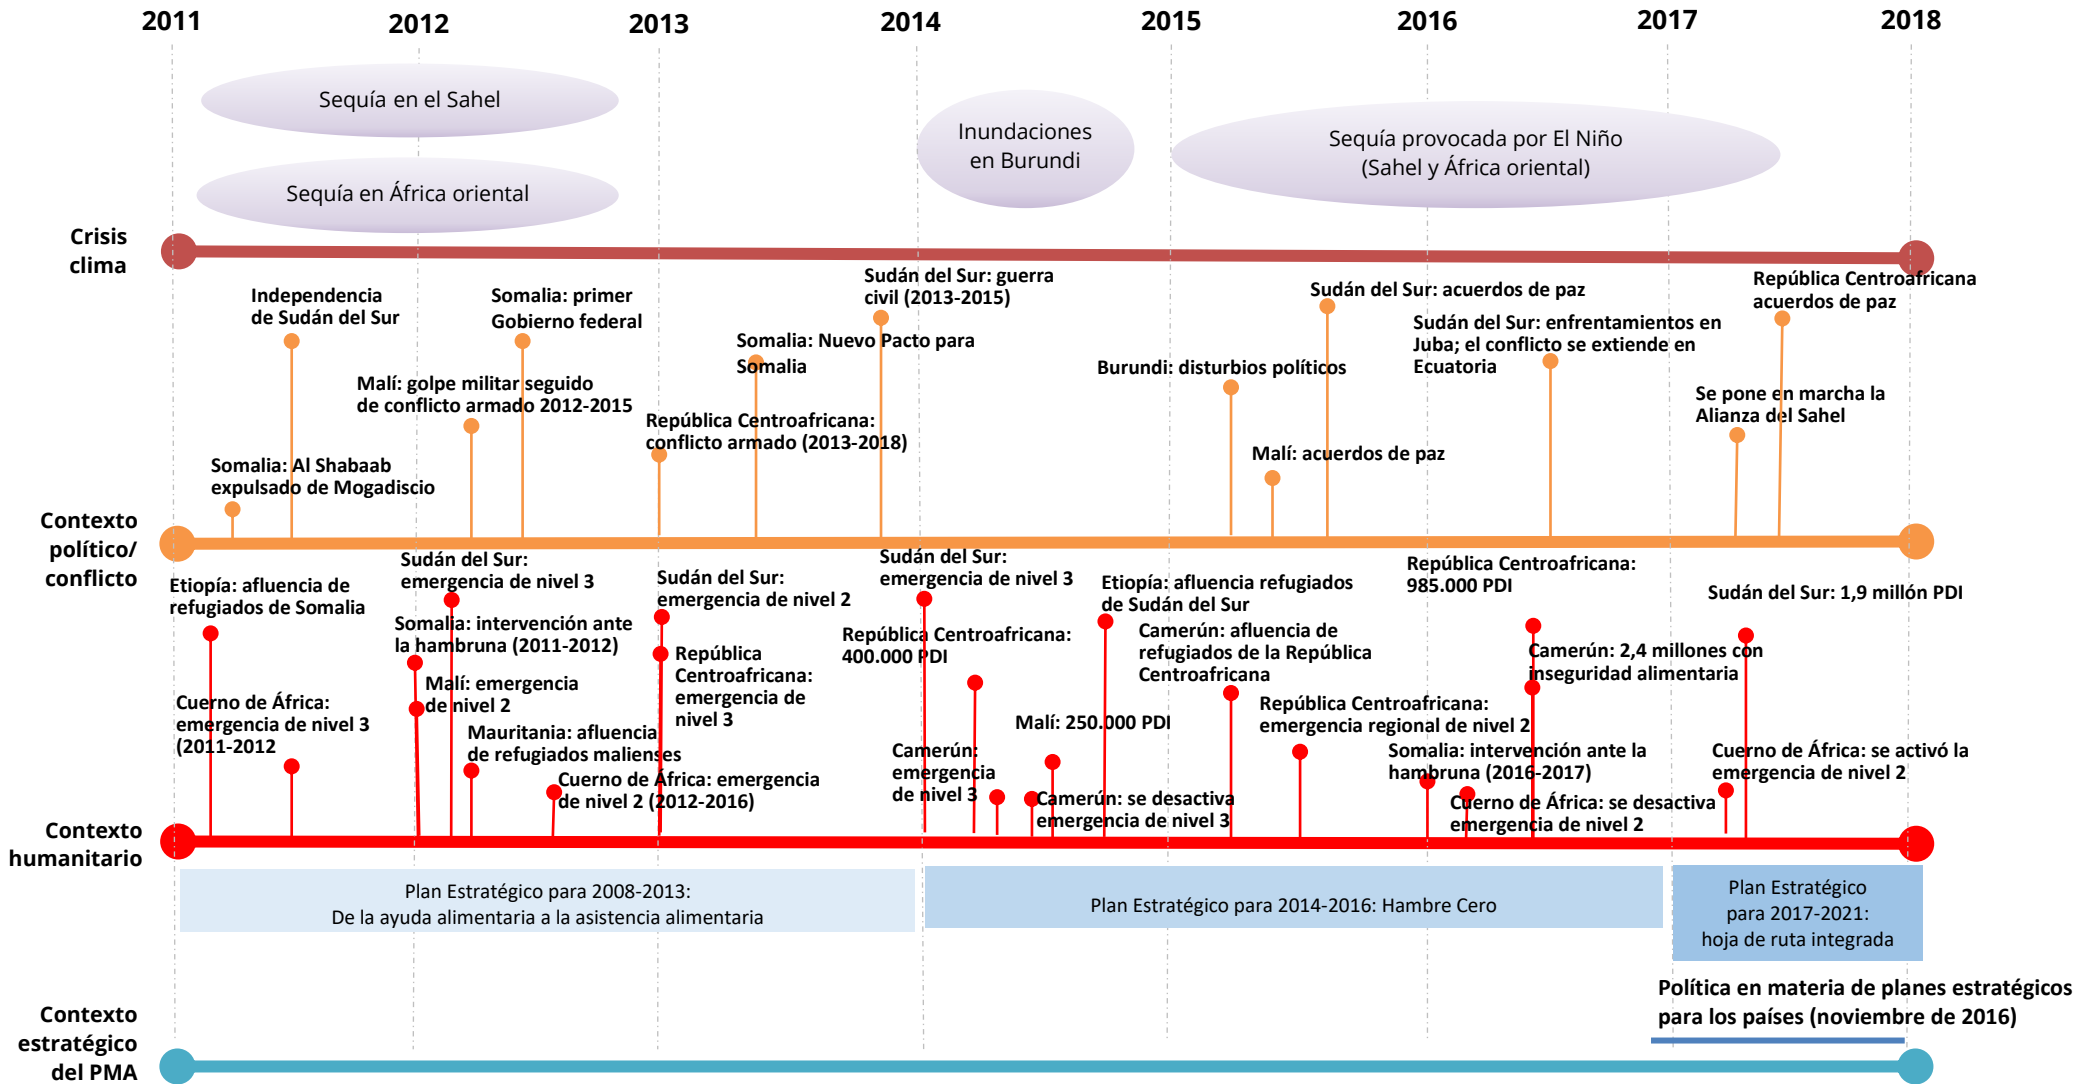 2011
2012
2013
2014
2015
2016
2017
2018
Sequía en el Sahel
Sequía en África oriental
Inundaciones
en Burundi
Sequía provocada por El Niño
(Sahel y África oriental)
Crisis
clima
Independencia
de Sudán del Sur
Somalia: primer
Gobierno federal
Sudán del Sur: guerra
civil (2013-2015)
Sudán del Sur: acuerdos de paz
República Centroafricana
acuerdos de paz
Somalia: Nuevo Pacto para
Somalia
Sudán del Sur: enfrentamientos en
Juba; el conflicto se extiende en
Ecuatoria
Malí: golpe militar seguido
de conflicto armado 2012-2015
Burundi: disturbios políticos
Se pone en marcha la
Alianza del Sahel
República Centroafricana:
conflicto armado (2013-2018)
Malí: acuerdos de paz
Somalia: Al Shabaab
expulsado de Mogadiscio
Contexto
político/
conflicto
Etiopía: afluencia de
refugiados de Somalia
Sudán del Sur:
emergencia de nivel 3
Sudán del Sur:
emergencia de nivel 2
Sudán del Sur:
emergencia de nivel 3
Etiopía: afluencia refugiados
de Sudán del Sur
República Centroafricana:
985.000 PDI
Sudán del Sur: 1,9 millón PDI
Somalia: intervención ante
la hambruna (2011-2012)
República Centroafricana:
400.000 PDI
Camerún: afluencia de
refugiados de la República
Centroafricana
Camerún: 2,4 millones con
inseguridad alimentaria
Malí: emergencia
de nivel 2
República
Centroafricana:
emergencia de
nivel 3
Cuerno de África:
emergencia de nivel 3
(2011-2012
Mauritania: afluencia
de refugiados malienses
Malí: 250.000 PDI
República Centroafricana:
emergencia regional de nivel 2
Cuerno de África: emergencia
de nivel 2 (2012-2016)
Camerún:
emergencia
de nivel 3
Camerún: se desactiva
emergencia de nivel 3
Somalia: intervención ante la
hambruna (2016-2017)
Cuerno de África: se desactiva
emergencia de nivel 2
Cuerno de África: se activó la
emergencia de nivel 2
Contexto
humanitario
Plan Estratégico para 2008-2013:
De la ayuda alimentaria a la asistencia alimentaria
Plan Estratégico para 2014-2016: Hambre Cero
Plan Estratégico
para 2017-2021:
hoja de ruta integrada
Política en materia de planes estratégicos
para los países (noviembre de 2016)
Contexto
estratégico
del PMA